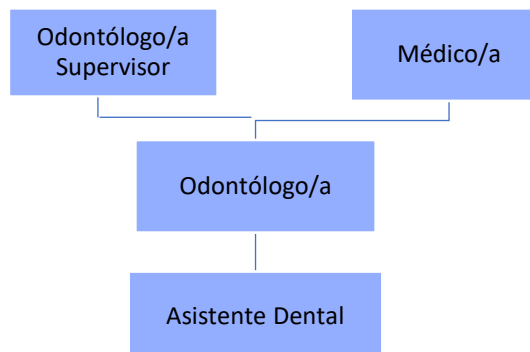 Odontólogo/a
Supervisor
Médico/a
Odontólogo/a
Asistente Dental